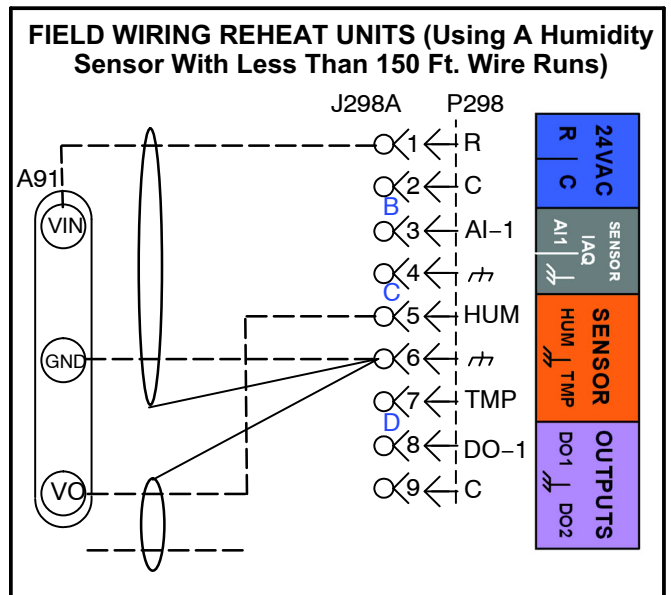 FIELD WIRING REHEAT UNITS (Using A Humidity
Sensor With Less Than 150 Ft. Wire Runs)
J298A P298
A91
VIN
GND
VO
1 R
2 C
B
3 AI–1
4
C
5 HUM
6
7 TMP
D
8 DO–1
9 C
24VAC
R C
SENSOR
IAQ
AI1
SENSOR
HUM TMP
OUTPUTS
DO1 DO2